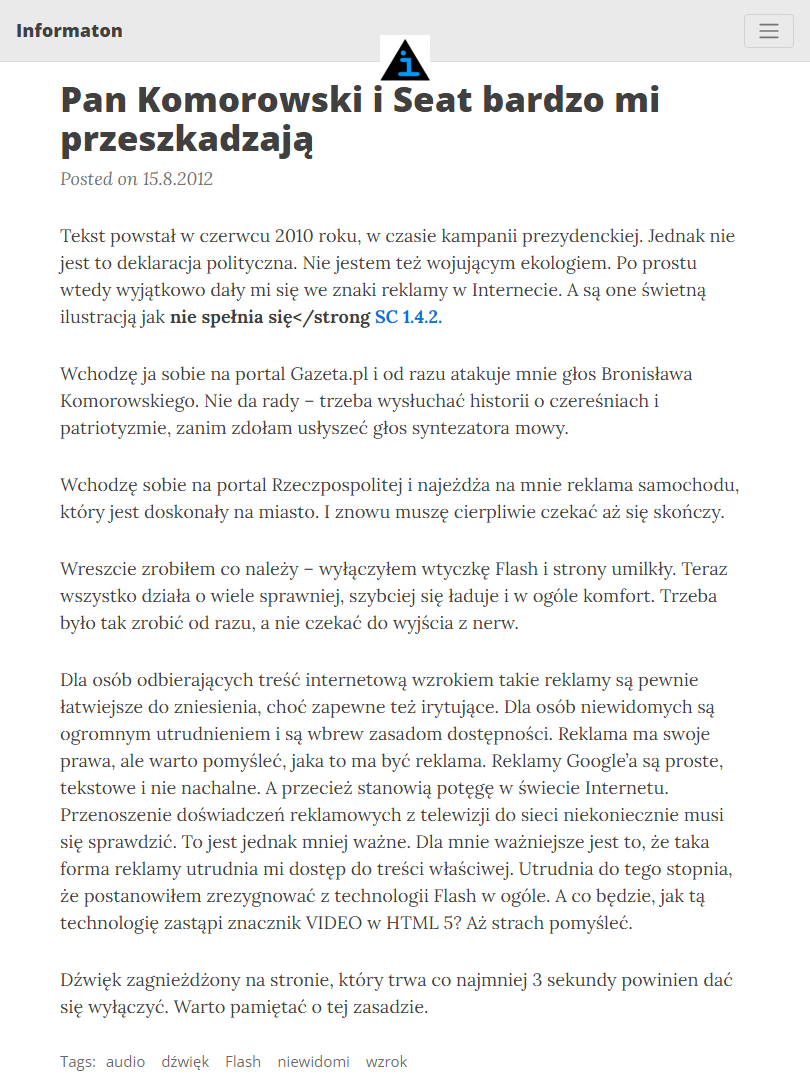 Informaton
i
Pan Komorowski i Seat bardzo mi
przeszkadzają
Posted on 15.8.2012
Tekst powstał w czerwcu 2010 roku, w czasie kampanii prezydenckiej. Jednak nie
jest to deklaracja polityczna. Nie jestem też wojującym ekologiem. Po prostu
wtedy wyjątkowo dały mi się we znaki reklamy w Internecie. A są one świetną
ilustracją jak nie spełnia się</strong SC 1.4.2.
Wchodzę ja sobie na portal Gazeta.pl i od razu atakuje mnie głos Bronisława
Komorowskiego. Nie da rady – trzeba wysłuchać historii o czereśniach i
patriotyzmie, zanim zdołam usłyszeć głos syntezatora mowy.
Wchodzę sobie na portal Rzeczpospolitej i najeżdża na mnie reklama samochodu,
który jest doskonały na miasto. I znowu muszę cierpliwie czekać aż się skończy.
Wreszcie zrobiłem co należy – wyłączyłem wtyczkę Flash i strony umilkły. Teraz
wszystko działa o wiele sprawniej, szybciej się ładuje i w ogóle komfort. Trzeba
było tak zrobić od razu, a nie czekać do wyjścia z nerw.
Dla osób odbierających treść internetową wzrokiem takie reklamy są pewnie
łatwiejsze do zniesienia, choć zapewne też irytujące. Dla osób niewidomych są
ogromnym utrudnieniem i są wbrew zasadom dostępności. Reklama ma swoje
prawa, ale warto pomyśleć, jaka to ma być reklama. Reklamy Google’a są proste,
tekstowe i nie nachalne. A przecież stanowią potęgę w świecie Internetu.
Przenoszenie doświadczeń reklamowych z telewizji do sieci niekoniecznie musi
się sprawdzić. To jest jednak mniej ważne. Dla mnie ważniejsze jest to, że taka
forma reklamy utrudnia mi dostęp do treści właściwej. Utrudnia do tego stopnia,
że postanowiłem zrezygnować z technologii Flash w ogóle. A co będzie, jak tą
technologię zastąpi znacznik VIDEO w HTML 5? Aż strach pomyśleć.
Dźwięk zagnieżdżony na stronie, który trwa co najmniej 3 sekundy powinien dać
się wyłączyć. Warto pamiętać o tej zasadzie.
Tags: audio dźwięk Flash niewidomi wzrok